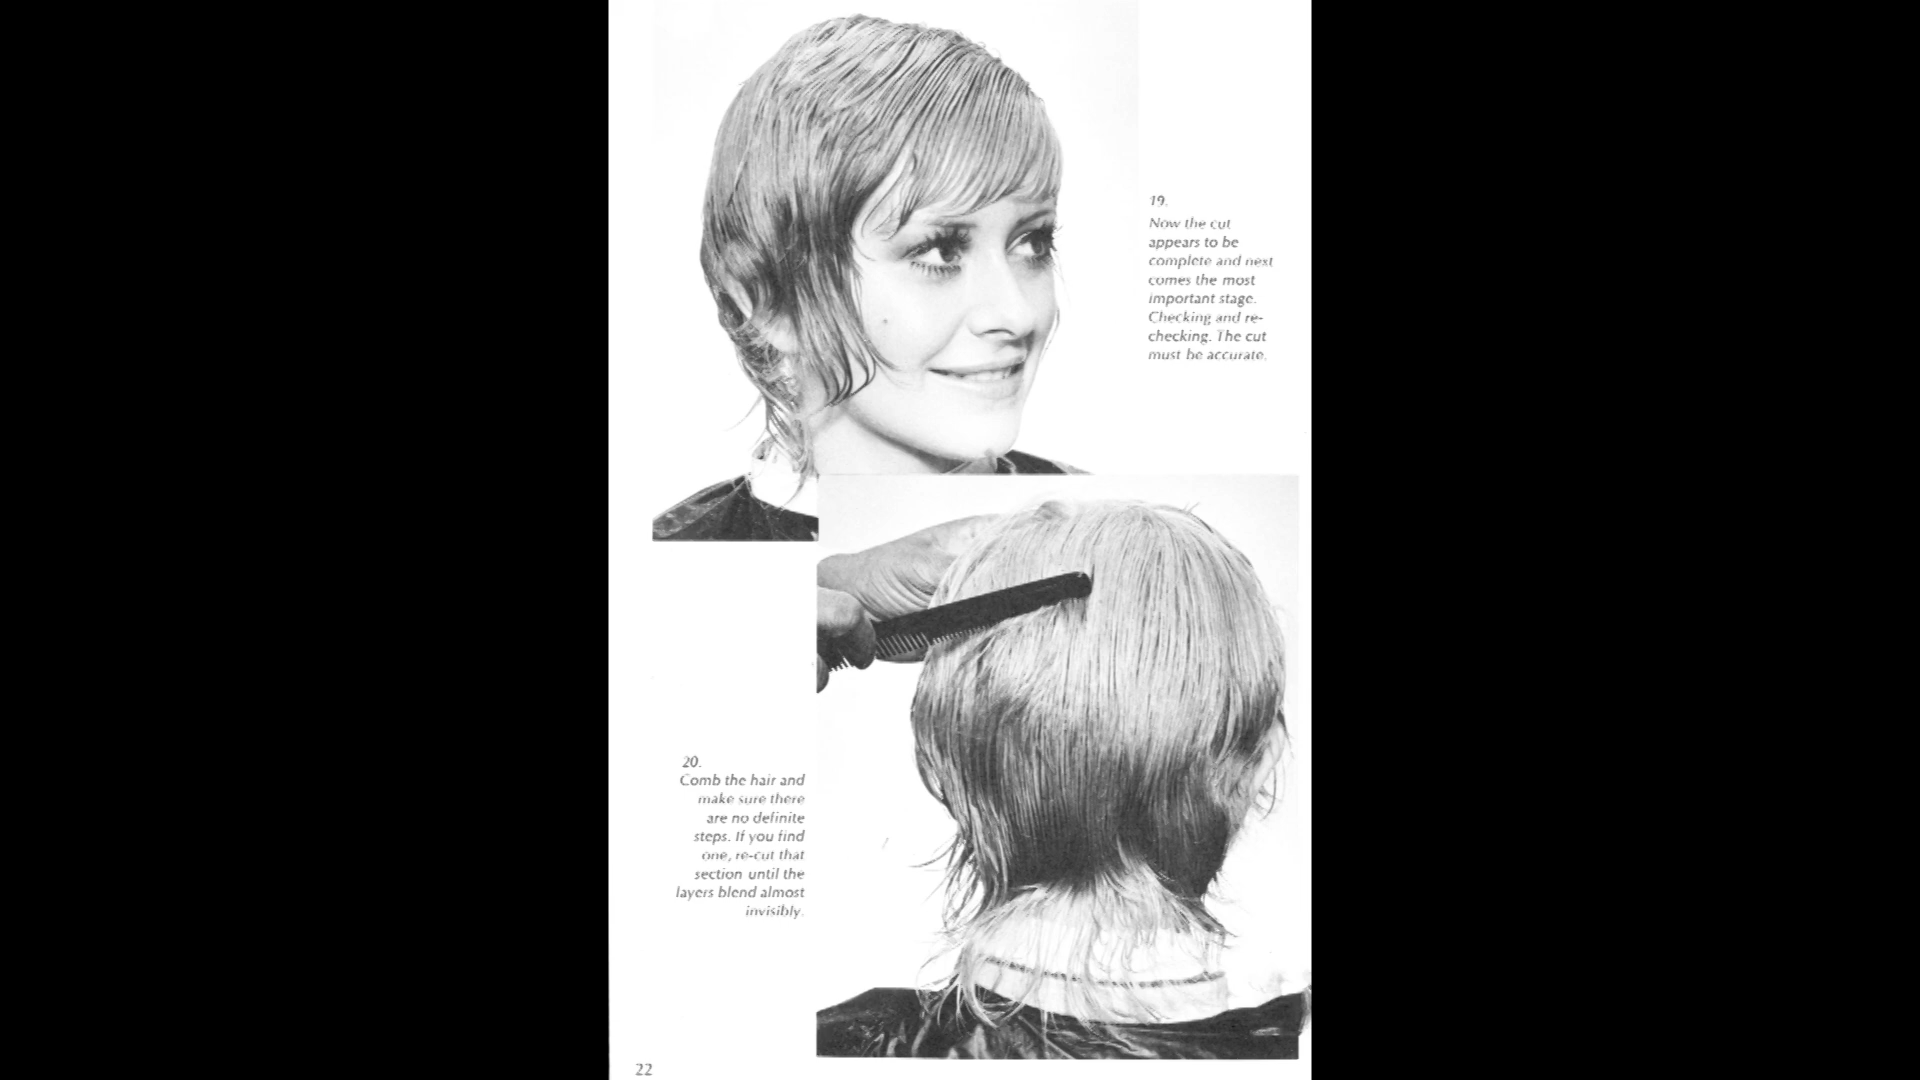 19.
Now the cut
appears to be
complete and next
comes the most
important stage.
Checking and re-
checking. The cut
must be accurate.
20.
Comb the hair and
make sure there
are no definite
steps. If you find
one, re-cut that
section until the
layers blend almost
invisibly.
22